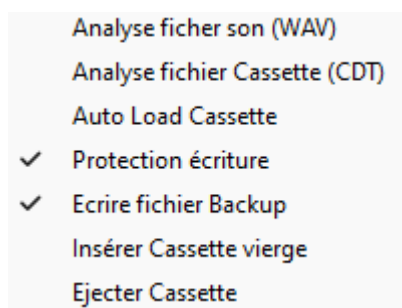 Analyse ficher son (WAV)
Analyse fichier Cassette (CDT)
Auto Load Cassette
Protection écriture
Ecrire fichier Backup
Insérer Cassette vierge
Ejecter Cassette